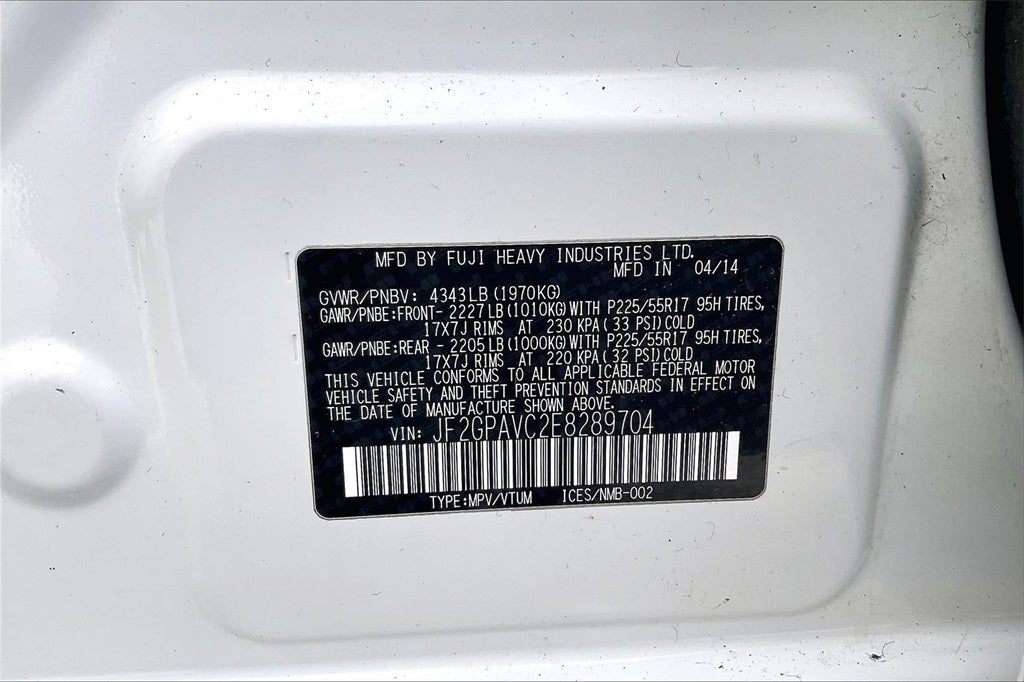 MFD BY FUJI HEAVY INDUSTRIES LTD.
MFD IN 04/14
GVWR/PNBV: 4343LB(1970KG)
GAWR/PNBE:FRONT- 2227LB(1010KG)WITH P225/55R17 95H TIRES,
17X7J RIMS AT 230 KPA(33 PSI)COLD
GAWR/PNBE:REAR - 2205LB(1000KG)WITH P225/55R17 95H TIRES,
17X7J RIMS AT 220 KPA(32 PSI)COLD
THIS VEHICLE CONFORMS TO ALL APPLICABLE FEDERAL MOTOR
VEHICLE SAFETY AND THEFT PREVENTION STANDARDS IN EFFECT ON
THE DATE OF MANUFACTURE SHOWN ABOVE.
VIN: JF2GPAVC2E8289704
TYPE:MPV/VTUM ICES/NMB-002